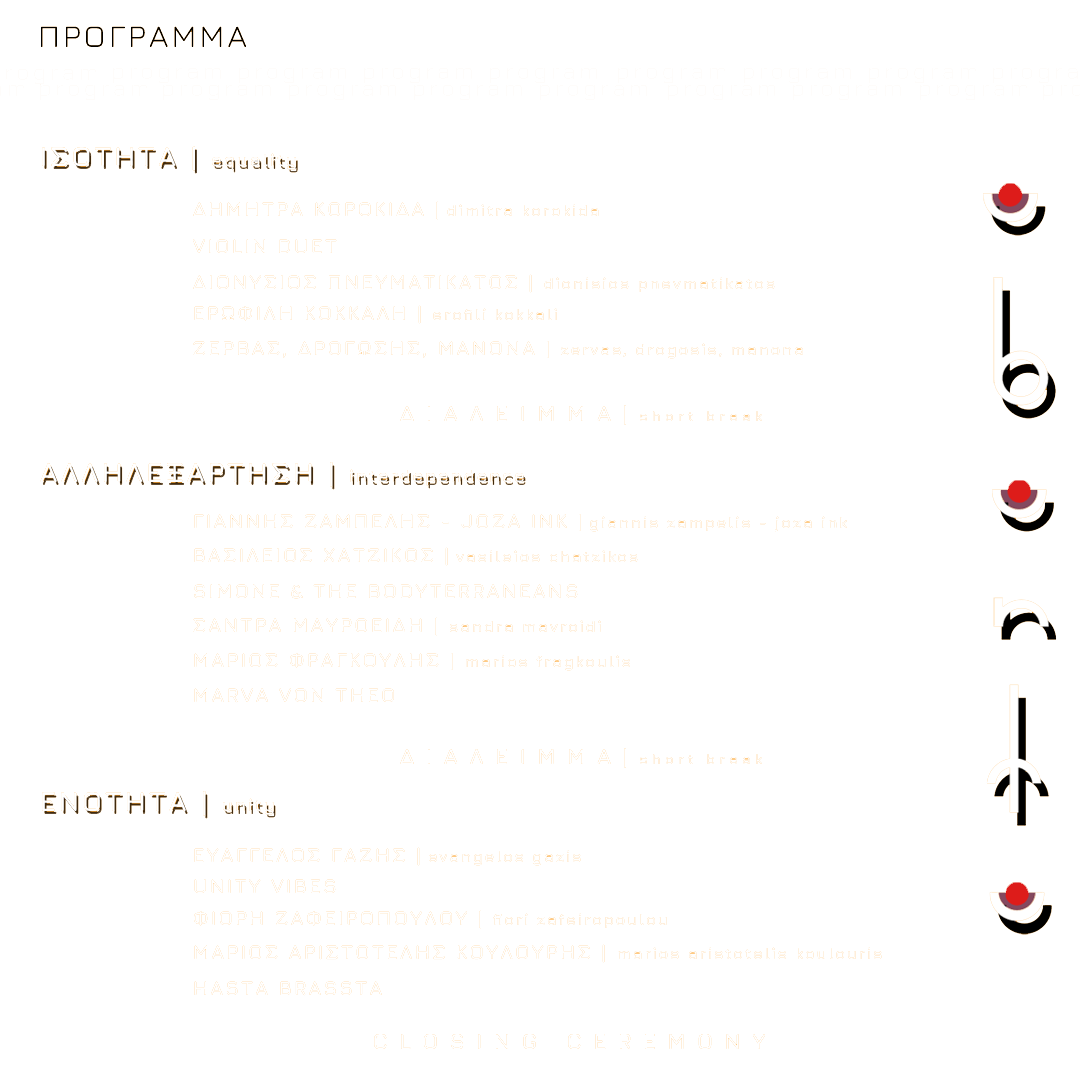 ΠΡΟΓΡΑΜΜΑ
ΙΣΟΤΗΤΑ | equality
ΔΗΜΗΤΡΑ ΚΟΡΟΚΙΔΑ | dimitra korokida
VIOLIN DUET
ΔΙΟΝΥΣΙΟΣ ΠΝΕΥΜΑΤΙΚΑΤΟΣ | dionisios pnevmatikatos
ΕΡΩΦΙΛΗ ΚΟΚΚΑΛΗ | erofili kokkali
ΖΕΡΒΑΣ, ΔΡΟΓΩΣΗΣ, ΜΑΝΩΝΑ | zervas, drogosis, manona
ΔΙΑΛΕΙΜΜΑ | short break
ΑΛΛΗΛΕΞΑΡΤΗΣΗ | interdependence
ΓΙΑΝΝΗΣ ΖΑΜΠΕΛΗΣ - JOZA INK | giannis zampelis - joza ink
ΒΑΣΙΛΕΙΟΣ ΧΑΤΖΙΚΟΣ | vasileios chatzikos
SIMONE & THE BODYTERRANEANS
ΣΑΝΤΡΑ ΜΑΥΡΟΕΙΔΗ | sandra mavroidi
ΜΑΡΙΟΣ ΦΡΑΓΚΟΥΛΗΣ | marios fragkoulis
MARVA VON THEO
ΔΙΑΛΕΙΜΜΑ | short break
ΕΝΟΤΗΤΑ | unity
ΕΥΑΓΓΕΛΟΣ ΓΑΖΗΣ | evangelos gazis
UNITY VIBES
ΦΙΟΡΗ ΖΑΦΕΙΡΟΠΟΥΛΟΥ | fiori zafeiropoulou
ΜΑΡΙΟΣ ΑΡΙΣΤΟΤΕΛΗΣ ΚΟΥΛΟΥΡΗΣ | marios aristotelis koulouris
HASTA BRASSTA
CLOSING CEREMONY